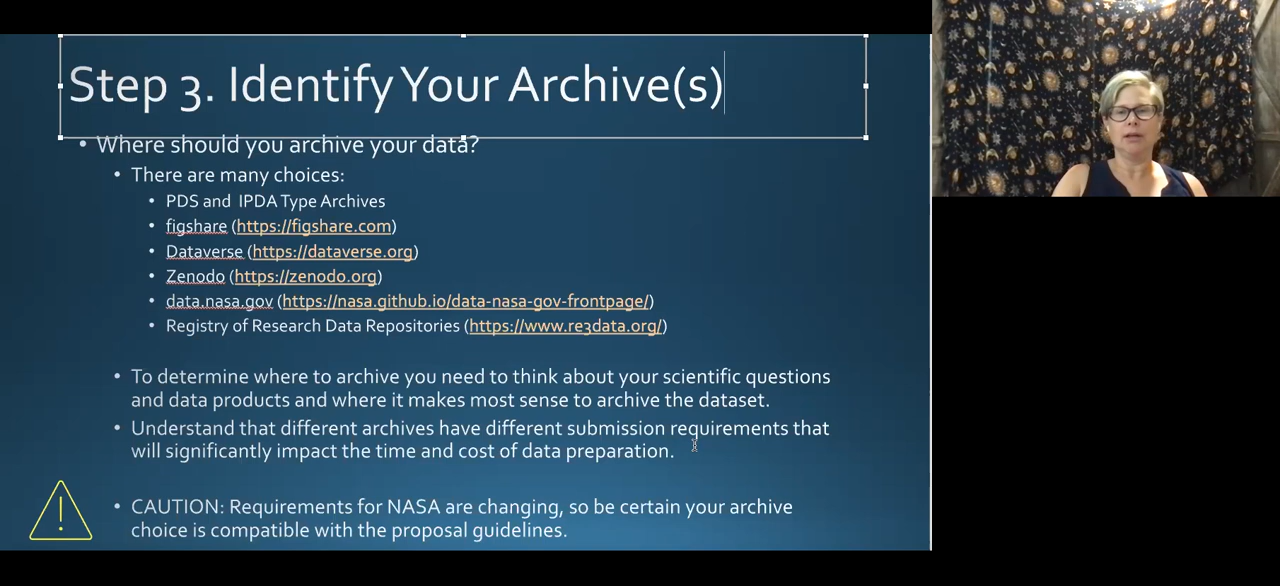 Step 3. Identify Your Archive(s)
• Where should you archive your data?
• There are many choices:
• PDS and IPDA Type Archives
• figshare (https://figshare.com)
• Dataverse (https://dataverse.org)
• Zenodo (https://zenodo.org)
• data.nasa.gov (https://nasa.github.io/data-nasa-gov-frontpage/)
• Registry of Research Data Repositories (https://www.re3data.org/)
• To determine where to archive you need to think about your scientific questions
and data products and where it makes most sense to archive the dataset.
• Understand that different archives have different submission requirements that
will significantly impact the time and cost of data preparation.
• CAUTION: Requirements for NASA are changing, so be certain your archive
choice is compatible with the proposal guidelines.